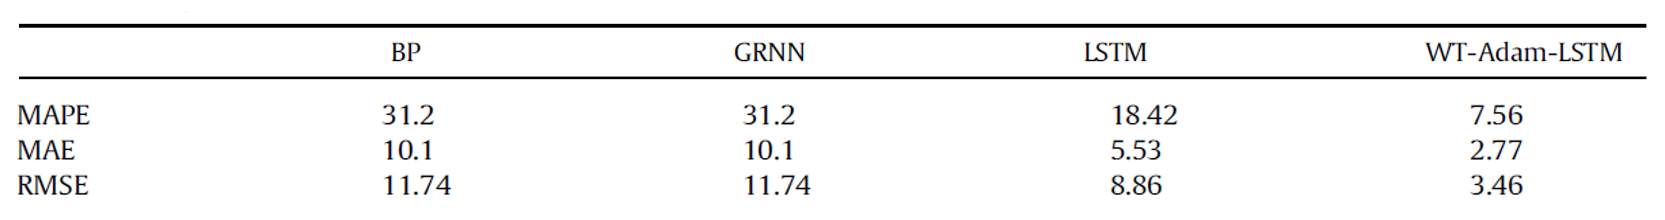 BP GRNN LSTM WT-Adam-LSTM
MAPE 31.2 31.2 18.42 7.56
MAE 10.1 10.1 5.53 2.77
RMSE 11.74 11.74 8.86 3.46